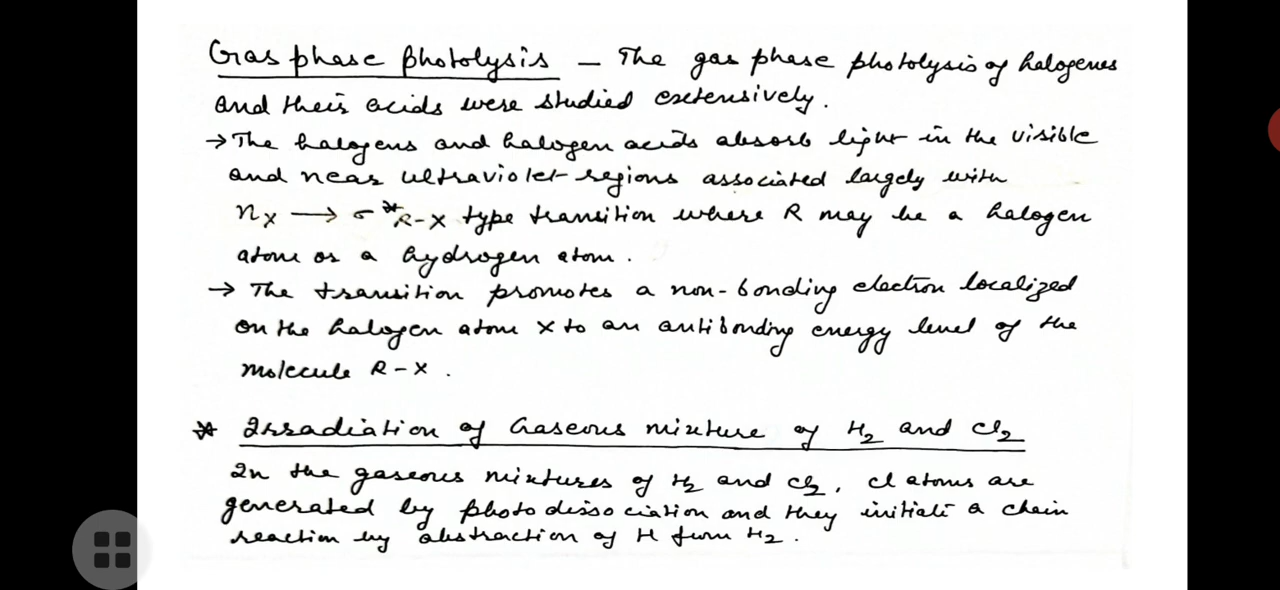 Gas phase photolysis – The gas phase photolysis of halogenes
and their acids were studied extensively.
→ The halogens and halogen acids absorb light in the visible
and near ultraviolet regions associated largely with
nx → σ*R-X type transition where R may be a halogen
atom or a hydrogen atom.
→ The transition promotes a non-bonding electron localized
on the halogen atom X to an antibonding energy level of the
molecule R-X.
* Irradiation of Gaseous mixture of H2 and Cl2
In the gaseous mixtures of H2 and Cl2, Cl atoms are
generated by photo disso ciation and they initiate a chain
reaction by abstraction of H from H2.